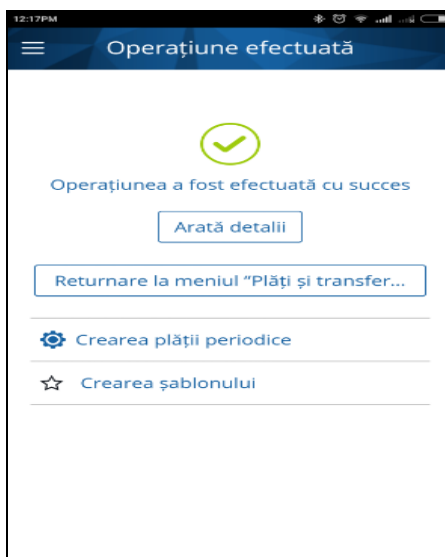 12:17PM
Operațiune efectuată
Operațiunea a fost efectuată cu succes
Arată detalii
Returnare la meniul “Plăți și transfer...
Crearea plății periodice
Crearea șablonului